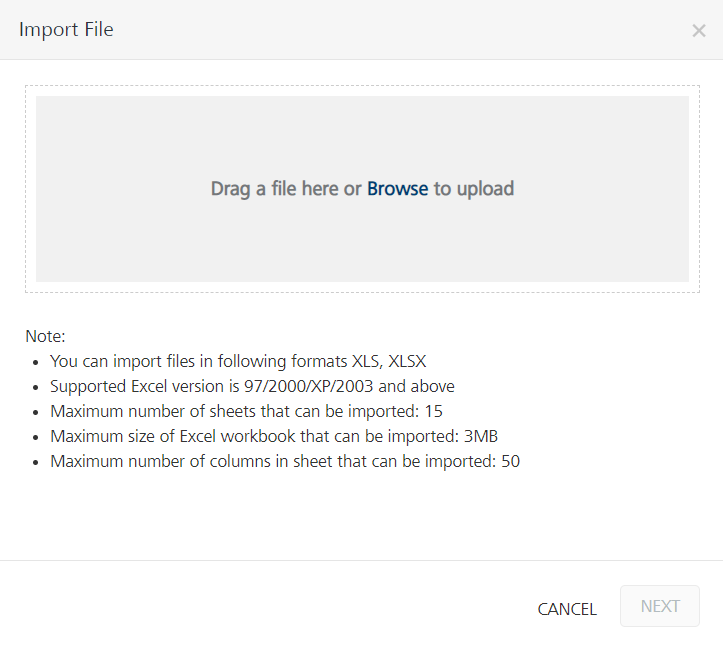 Import File
×
Drag a file here or Browse to upload
Note:
• You can import files in following formats XLS, XLSX
• Supported Excel version is 97/2000/XP/2003 and above
• Maximum number of sheets that can be imported: 15
• Maximum size of Excel workbook that can be imported: 3MB
• Maximum number of columns in sheet that can be imported: 50
CANCEL NEXT